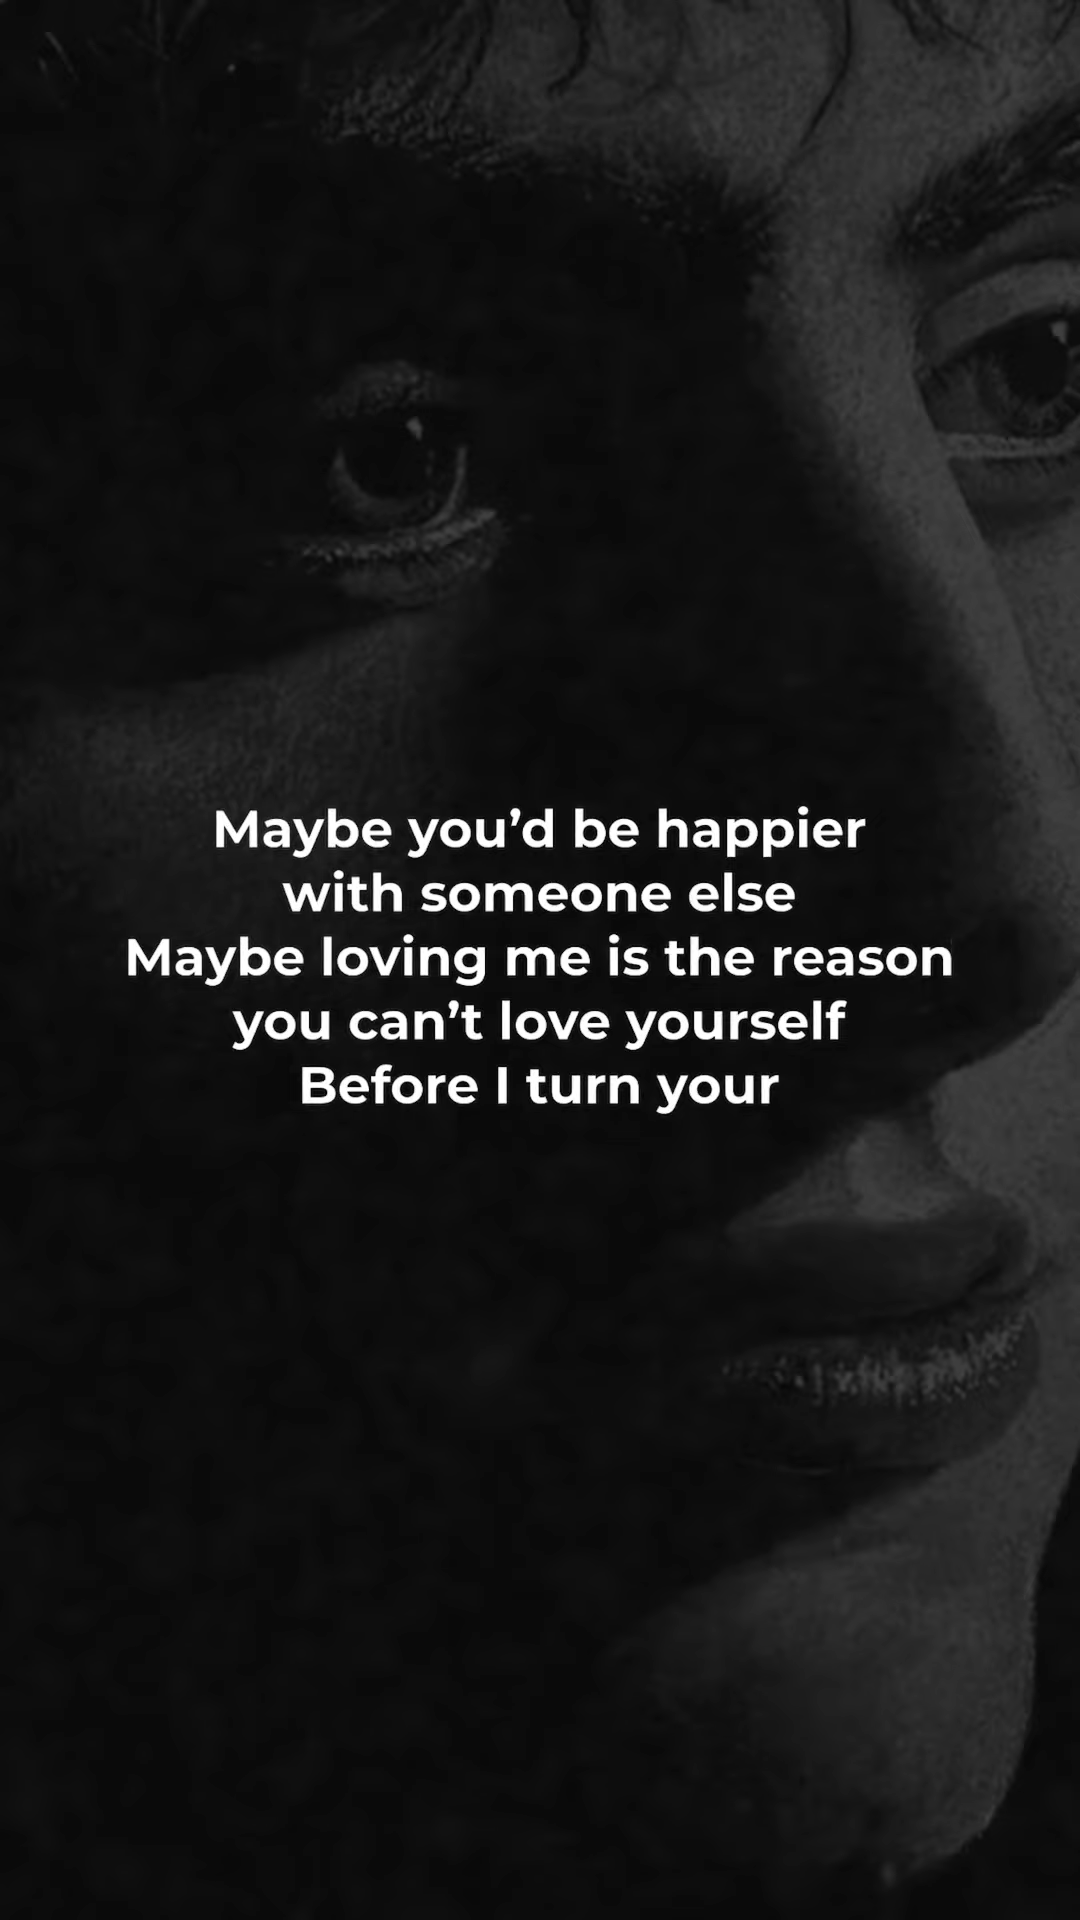 Maybe you’d be happier
with someone else
Maybe loving me is the reason
you can’t love yourself
Before I turn your